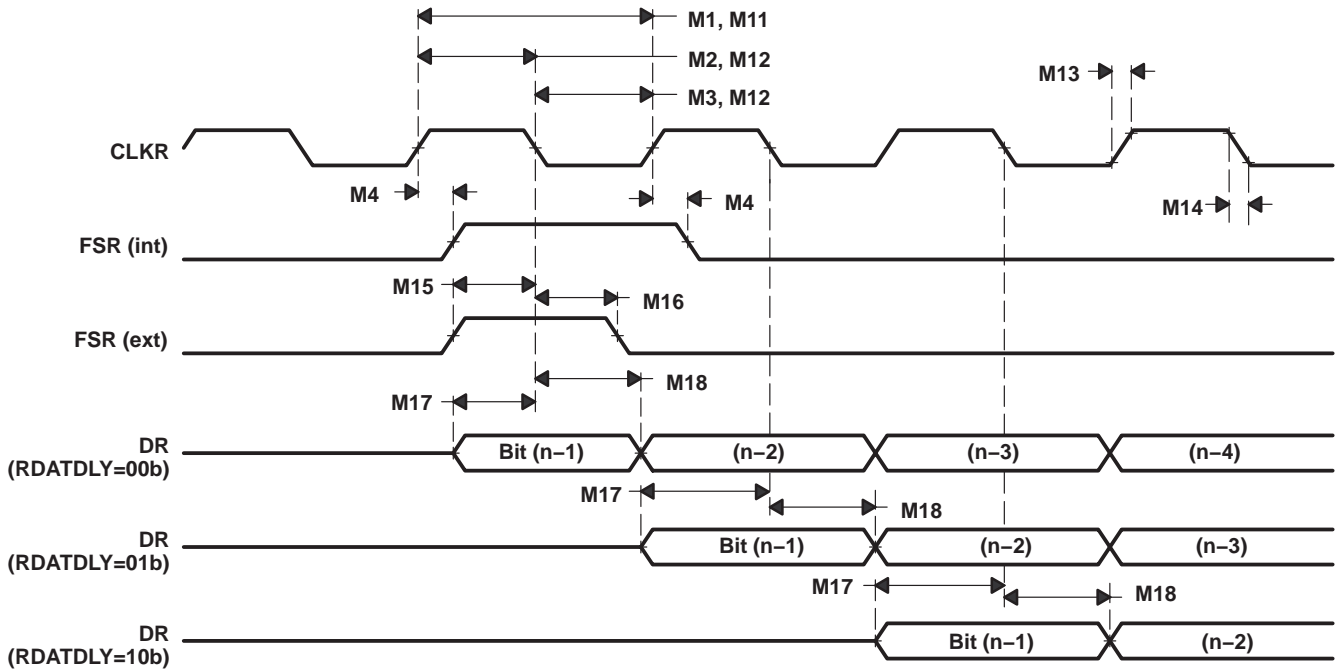 M1, M11
M2, M12
M3, M12
M13
CLKR
M4
M4
M14
FSR (int)
M15
M16
FSR (ext)
M18
M17
DR
(RDATDLY=00b)
Bit (n−1)
(n−2)
(n−3)
(n−4)
M17
M18
DR
(RDATDLY=01b)
Bit (n−1)
(n−2)
(n−3)
M17
M18
DR
(RDATDLY=10b)
Bit (n−1)
(n−2)